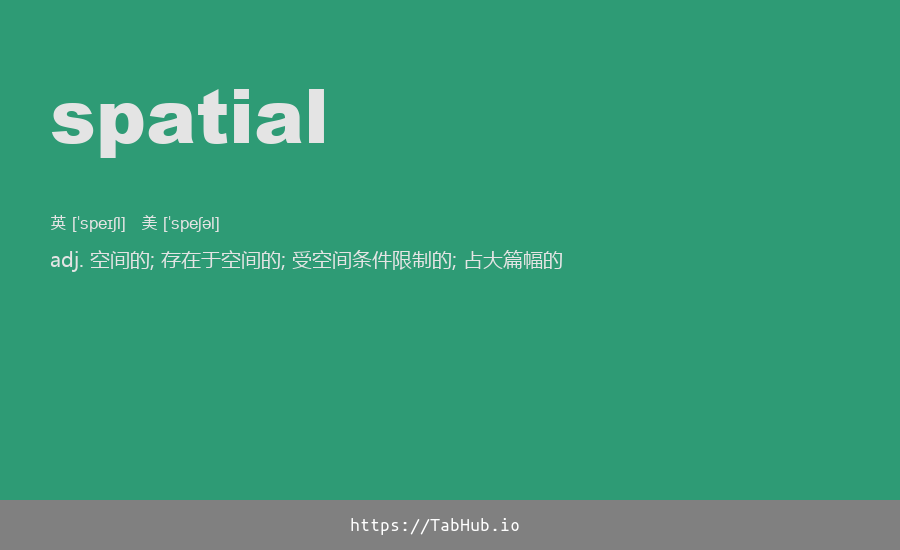 spatial
英 [ˈspeɪʃl] 美 [ˈspeʃəl]
adj. 空间的; 存在于空间的; 受空间条件限制的; 占大篇幅的
https://TabHub.io